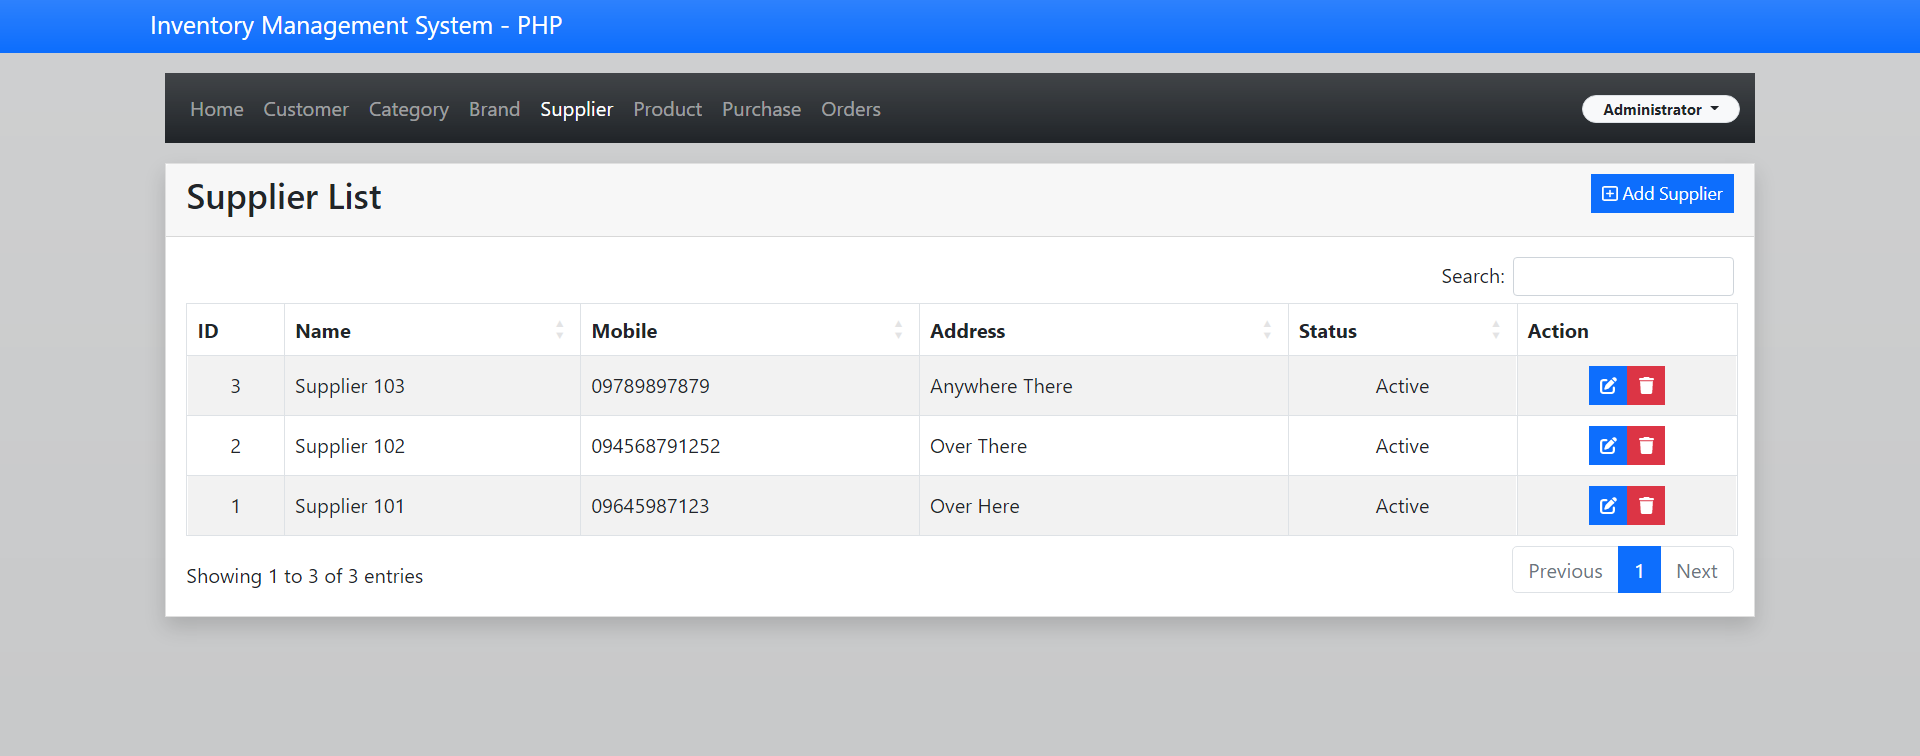 Inventory Management System - PHP
Home Customer Category Brand Supplier Product Purchase Orders Administrator
Supplier List Add Supplier
Search:
ID Name Mobile Address Status Action
3 Supplier 103 09789897879 Anywhere There Active
2 Supplier 102 094568791252 Over There Active
1 Supplier 101 09645987123 Over Here Active
Showing 1 to 3 of 3 entries Previous 1 Next